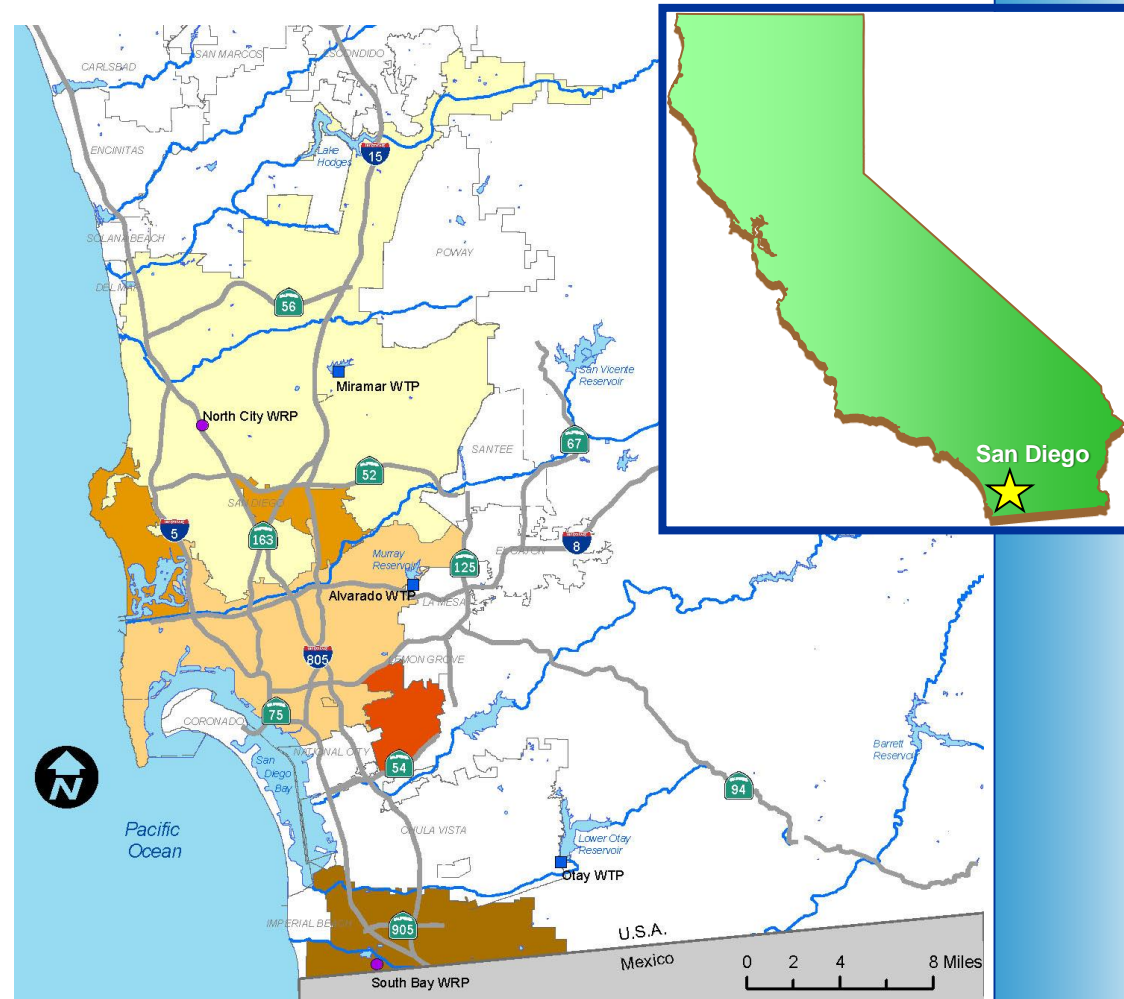 SAN MARCOS
ESCONDIDO
CARLSBAD
ENCINITAS
Lake
Hodges
15
SOLANA BEACH
POWAY
DEL MAR
56
San Vicente
Reservoir
Miramar WTP
North City WRP
67
SANTEE
52
San Diego
SAN DIEGO
5
163
8
EL CAJON
Murray
Reservoir
125
Alvarado WTP
LA MESA
805
LEMON GROVE
75
CORONADO
NATIONAL CITY
54
San
Diego
Bay
Barrett
Reservoi
94
N
Pacific
Ocean
CHULA VISTA
Lower Otay
Reservoir
Otay WTP
IMPERIAL BEACH
905
U.S.A.
Mexico
0 2 4 8 Miles
South Bay WRP